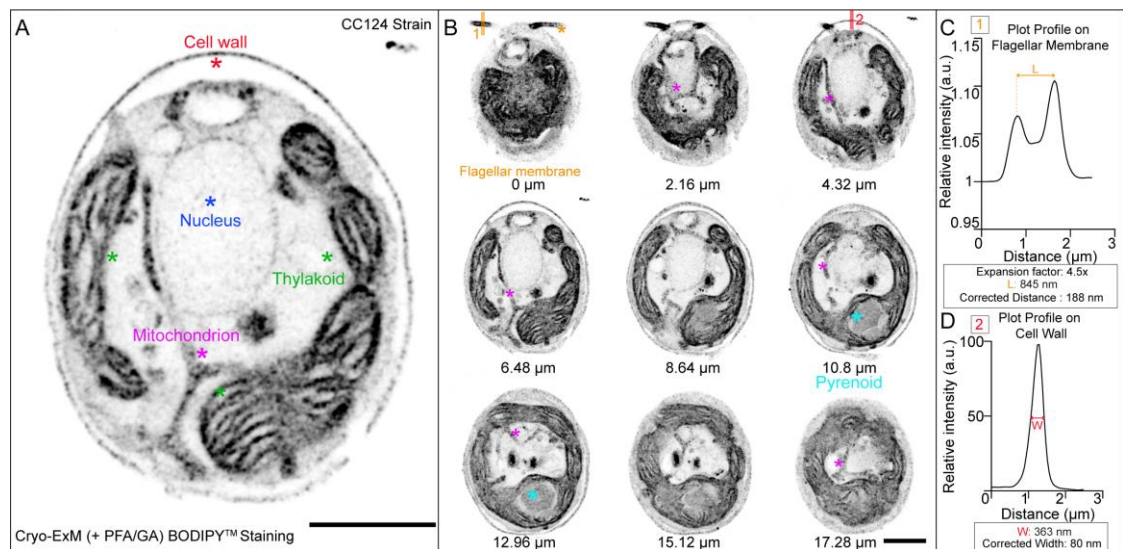 A
CC124 Strain
Cell wall
*
*
Nucleus
*
*
Thylakoid
Mitochondrion
*
*
Cryo-ExM (+ PFA/GA) BODIPY™ Staining
B
1
*
2
*
*
Flagellar membrane
0 µm
2.16 µm
4.32 µm
*
*
*
6.48 µm
8.64 µm
10.8 µm
Pyrenoid
*
*
*
12.96 µm
15.12 µm
17.28 µm
C
1
Plot Profile on
Flagellar Membrane
Relative intensity (a.u.)
1.15
1.10
1.05
1
0.95
L
0 1 2 3
Distance (µm)
Expansion factor: 4.5x
L: 845 nm
Corrected Distance : 188 nm
D
2
Plot Profile on
Cell Wall
Relative intensity (a.u.)
100
50
W
0 1 2 3
Distance (µm)
W: 363 nm
Corrected Width: 80 nm